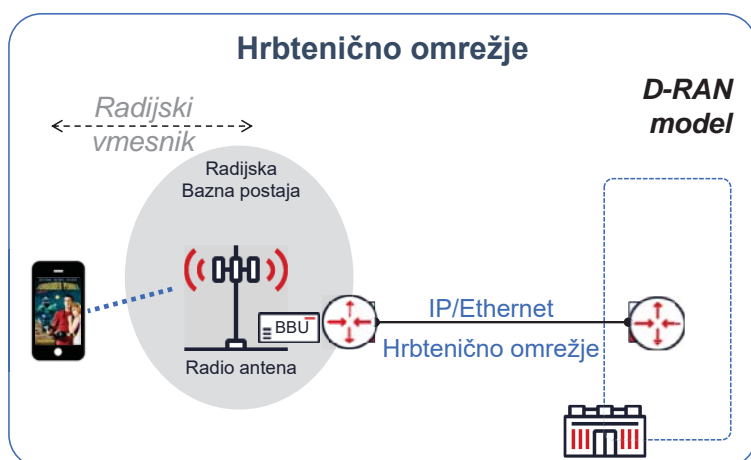 Hrbtenično omrežje
Radijski
vmesnik
D-RAN
model
Radijska
Bazna postaja
BBU
IP/Ethernet
Hrbtenično omrežje
Radio antena